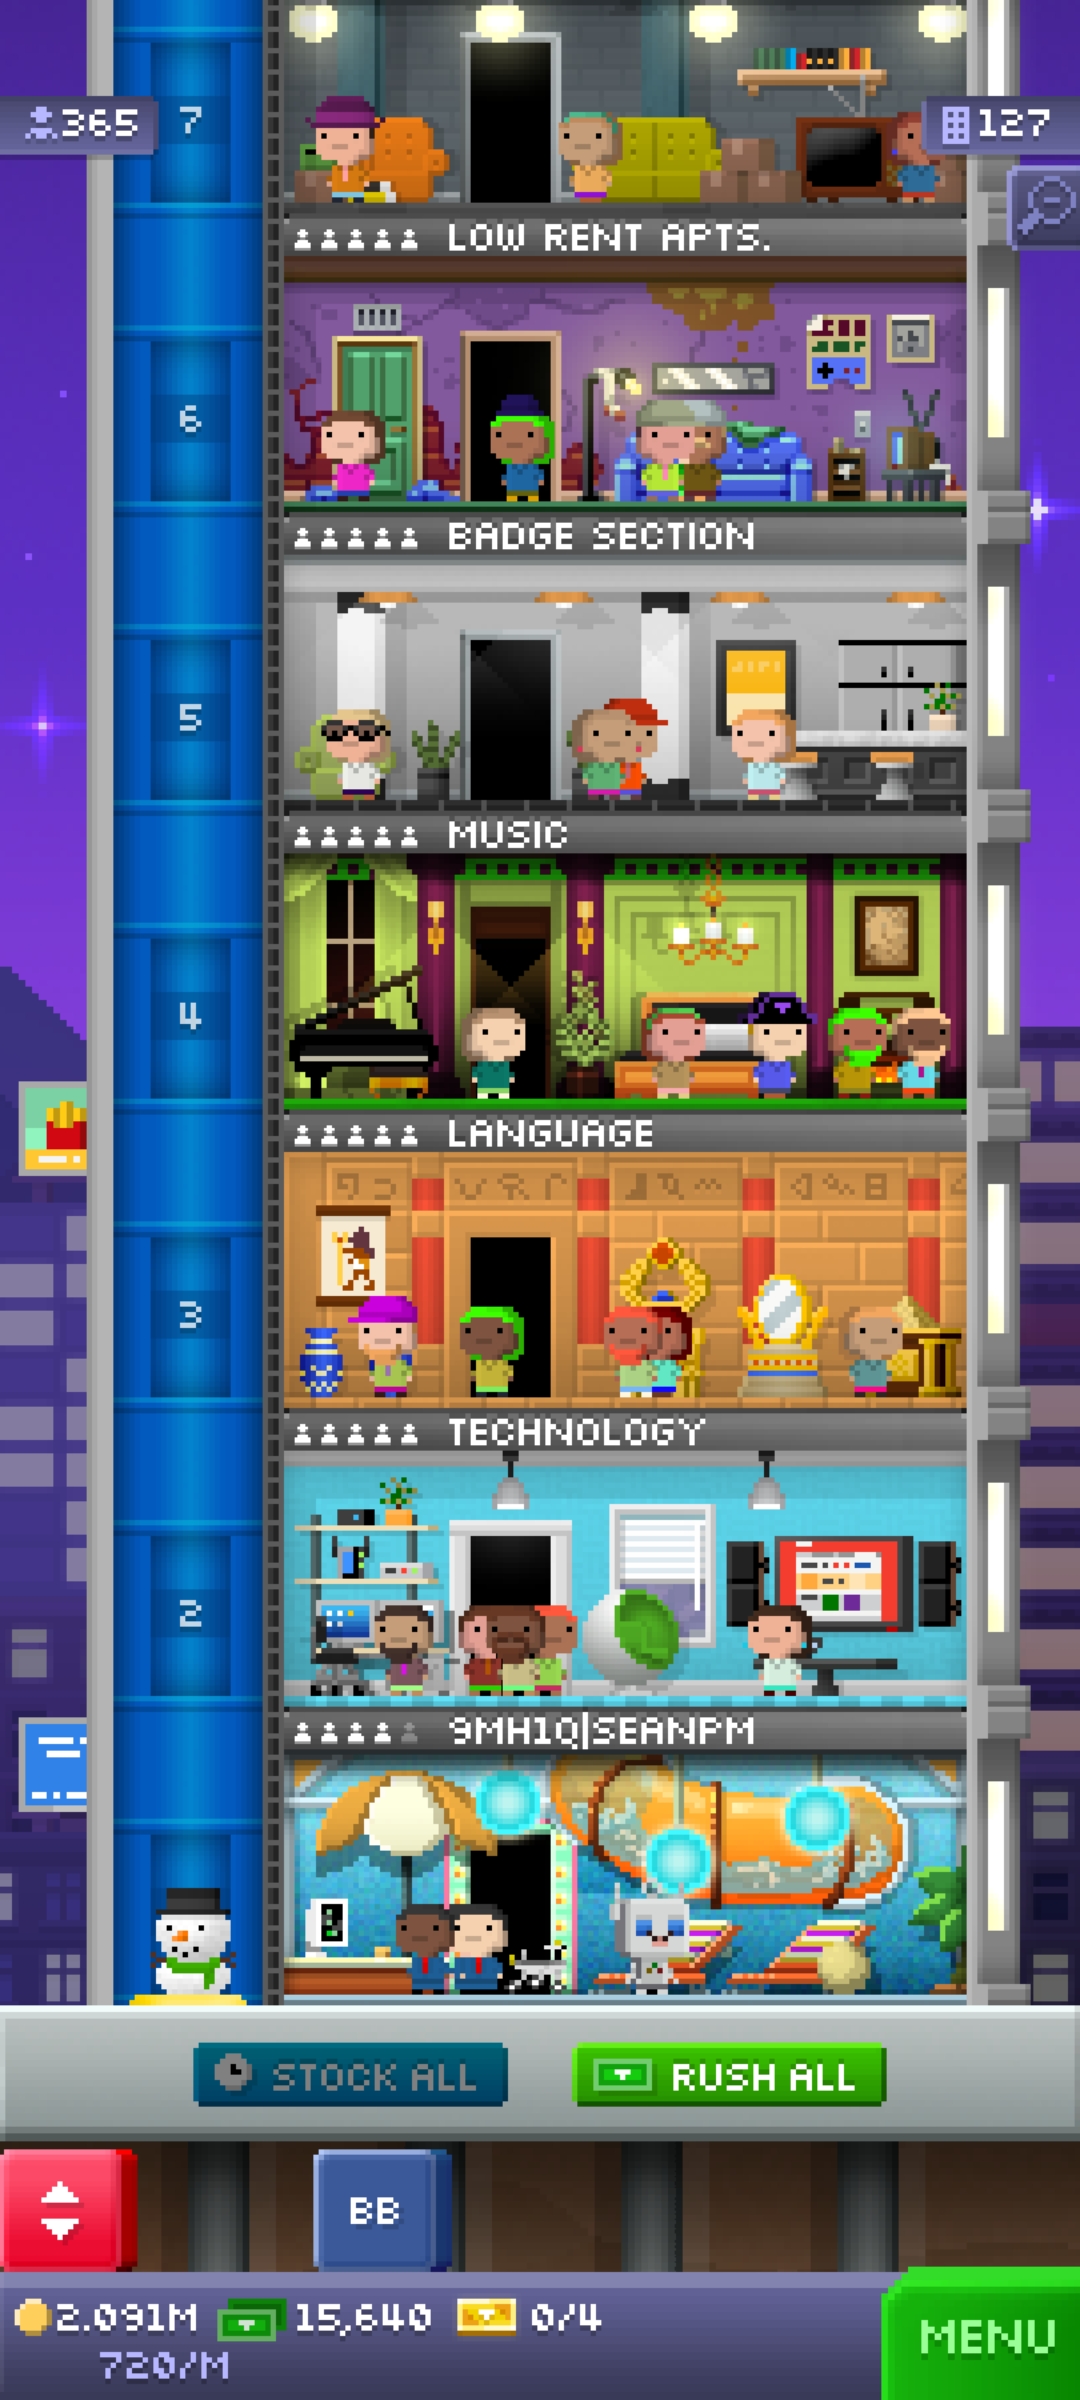 365
7
127
LOW RENT APTS.
6
BADGE SECTION
5
MUSIC
4
LANGUAGE
3
TECHNOLOGY
2
9MH1Q|SEANPM
STOCK ALL
RUSH ALL
BB
2.091M
15,640
0/4
720/M
MENU